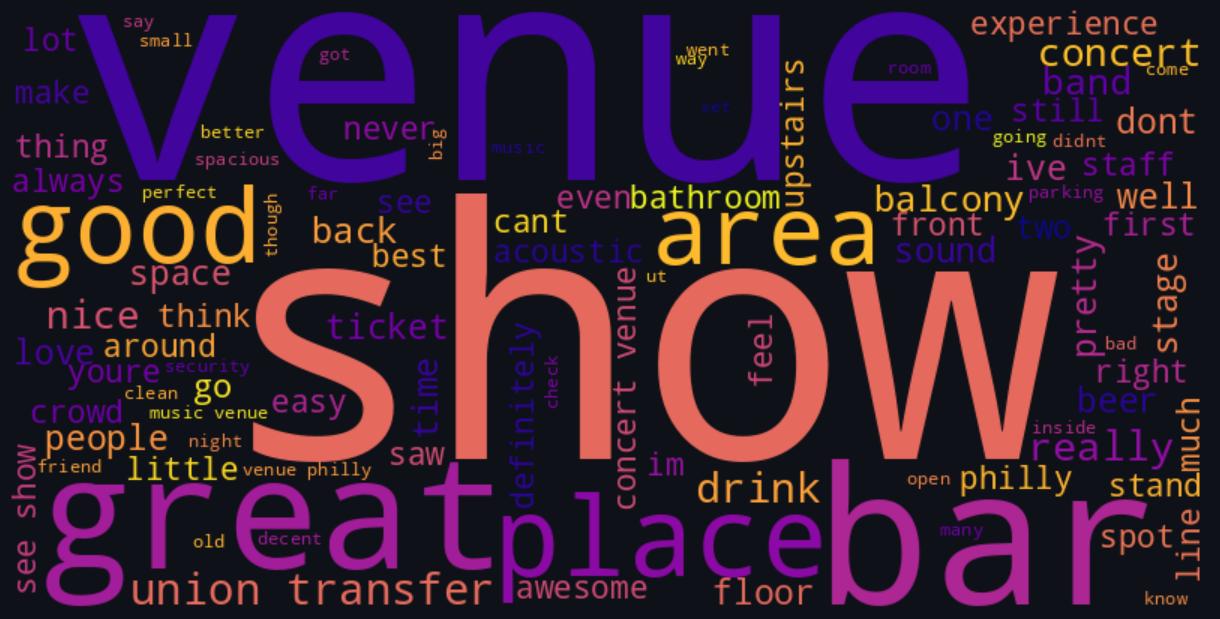 venue
say
small
lot
got
went
way
room
experience
concert
come
band
make
set
upstairs
one
still
dont
better
never
big
music
going
didnt
thing
spacious
ive
staff
always
perfect
far
see
even
bathroom
balcony
parking
well
good
though
back
cant
area
front
two
first
best
acoustic
sound
space
show
ut
pretty
stage
nice
think
ticket
concert venue
feel
love
around
bad
youre
security
time
definitely
check
right
clean
go
easy
beer
crowd
music venue
much
people
night
inside
really
saw
im
friend
little
venue philly
drink
open
philly
stand
see show
great
place
bar
old
decent
many
spot
line
union transfer
awesome
floor
know